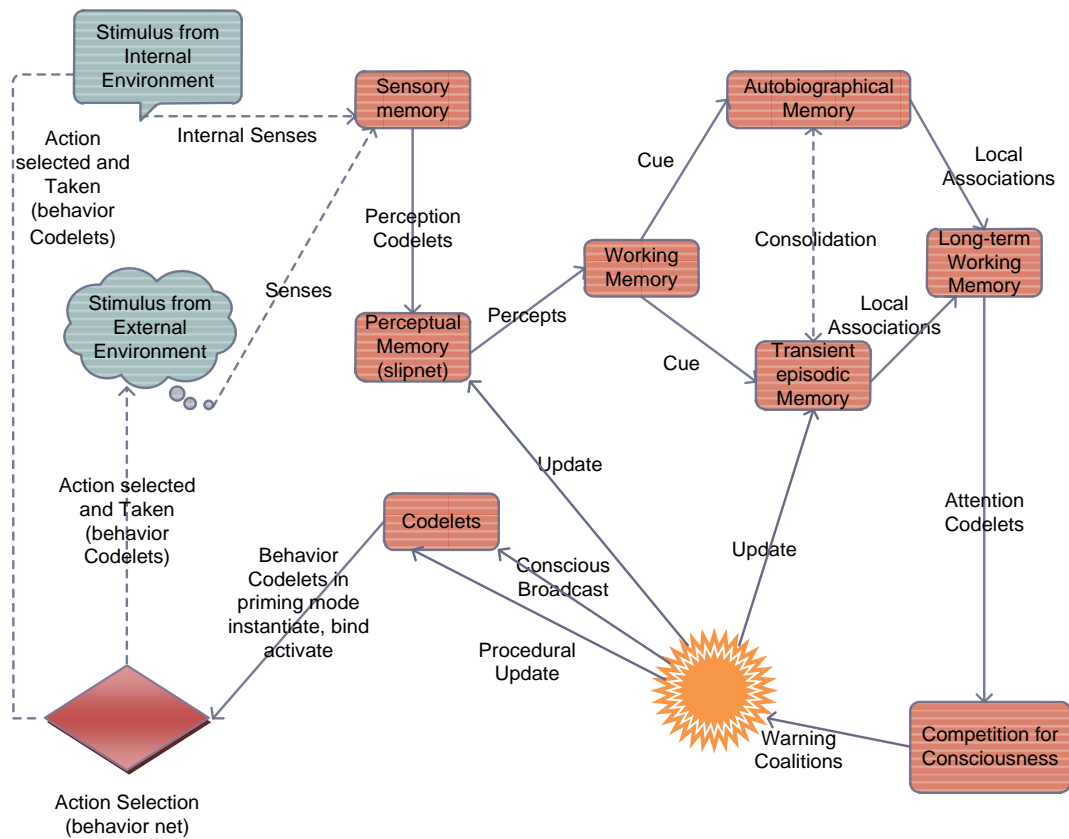 Stimulus from
Internal
Environment
Sensory
memory
Autobiographical
Memory
Internal Senses
Action
selected and
Taken
(behavior
Codelets)
Cue
Local
Associations
Perception
Codelets
Consolidation
Working
Memory
Long-term
Working
Memory
Senses
Stimulus from
External
Environment
Percepts
Perceptual
Memory
(slipnet)
Local
Associations
Cue
Transient
episodic
Memory
Update
Action selected
and Taken
(behavior
Codelets)
Codelets
Attention
Codelets
Update
Behavior
Codelets in
priming mode
instantiate, bind
activate
Conscious
Broadcast
Procedural
Update
Warning
Coalitions
Competition for
Consciousness
Action Selection
(behavior net)